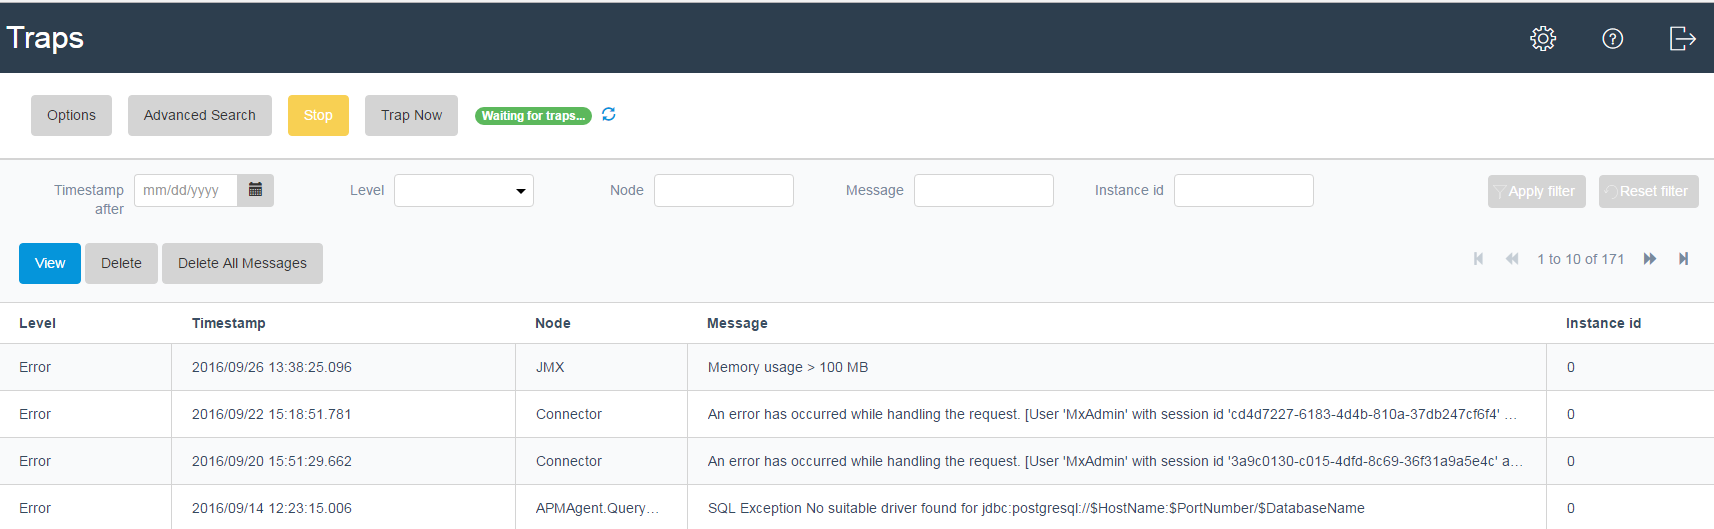 Traps
Options Advanced Search Stop Trap Now Waiting for traps...
Timestamp after mm/dd/yyyy Level Node Message Instance id Apply filter Reset filter
View Delete Delete All Messages 1 to 10 of 171
Level Timestamp Node Message Instance id
Error 2016/09/26 13:38:25.096 JMX Memory usage > 100 MB 0
Error 2016/09/22 15:18:51.781 Connector An error has occurred while handling the request. [User 'MxAdmin' with session id 'cd4d7227-6183-4d4b-810a-37db247cf6f4' ... 0
Error 2016/09/20 15:51:29.662 Connector An error has occurred while handling the request. [User 'MxAdmin' with session id '3a9c0130-c015-4dfd-8c69-36f31a9a5e4c' a... 0
Error 2016/09/14 12:23:15.006 APMAgent.Query... SQL Exception No suitable driver found for jdbc:postgresql://$HostName:$PortNumber/$DatabaseName 0